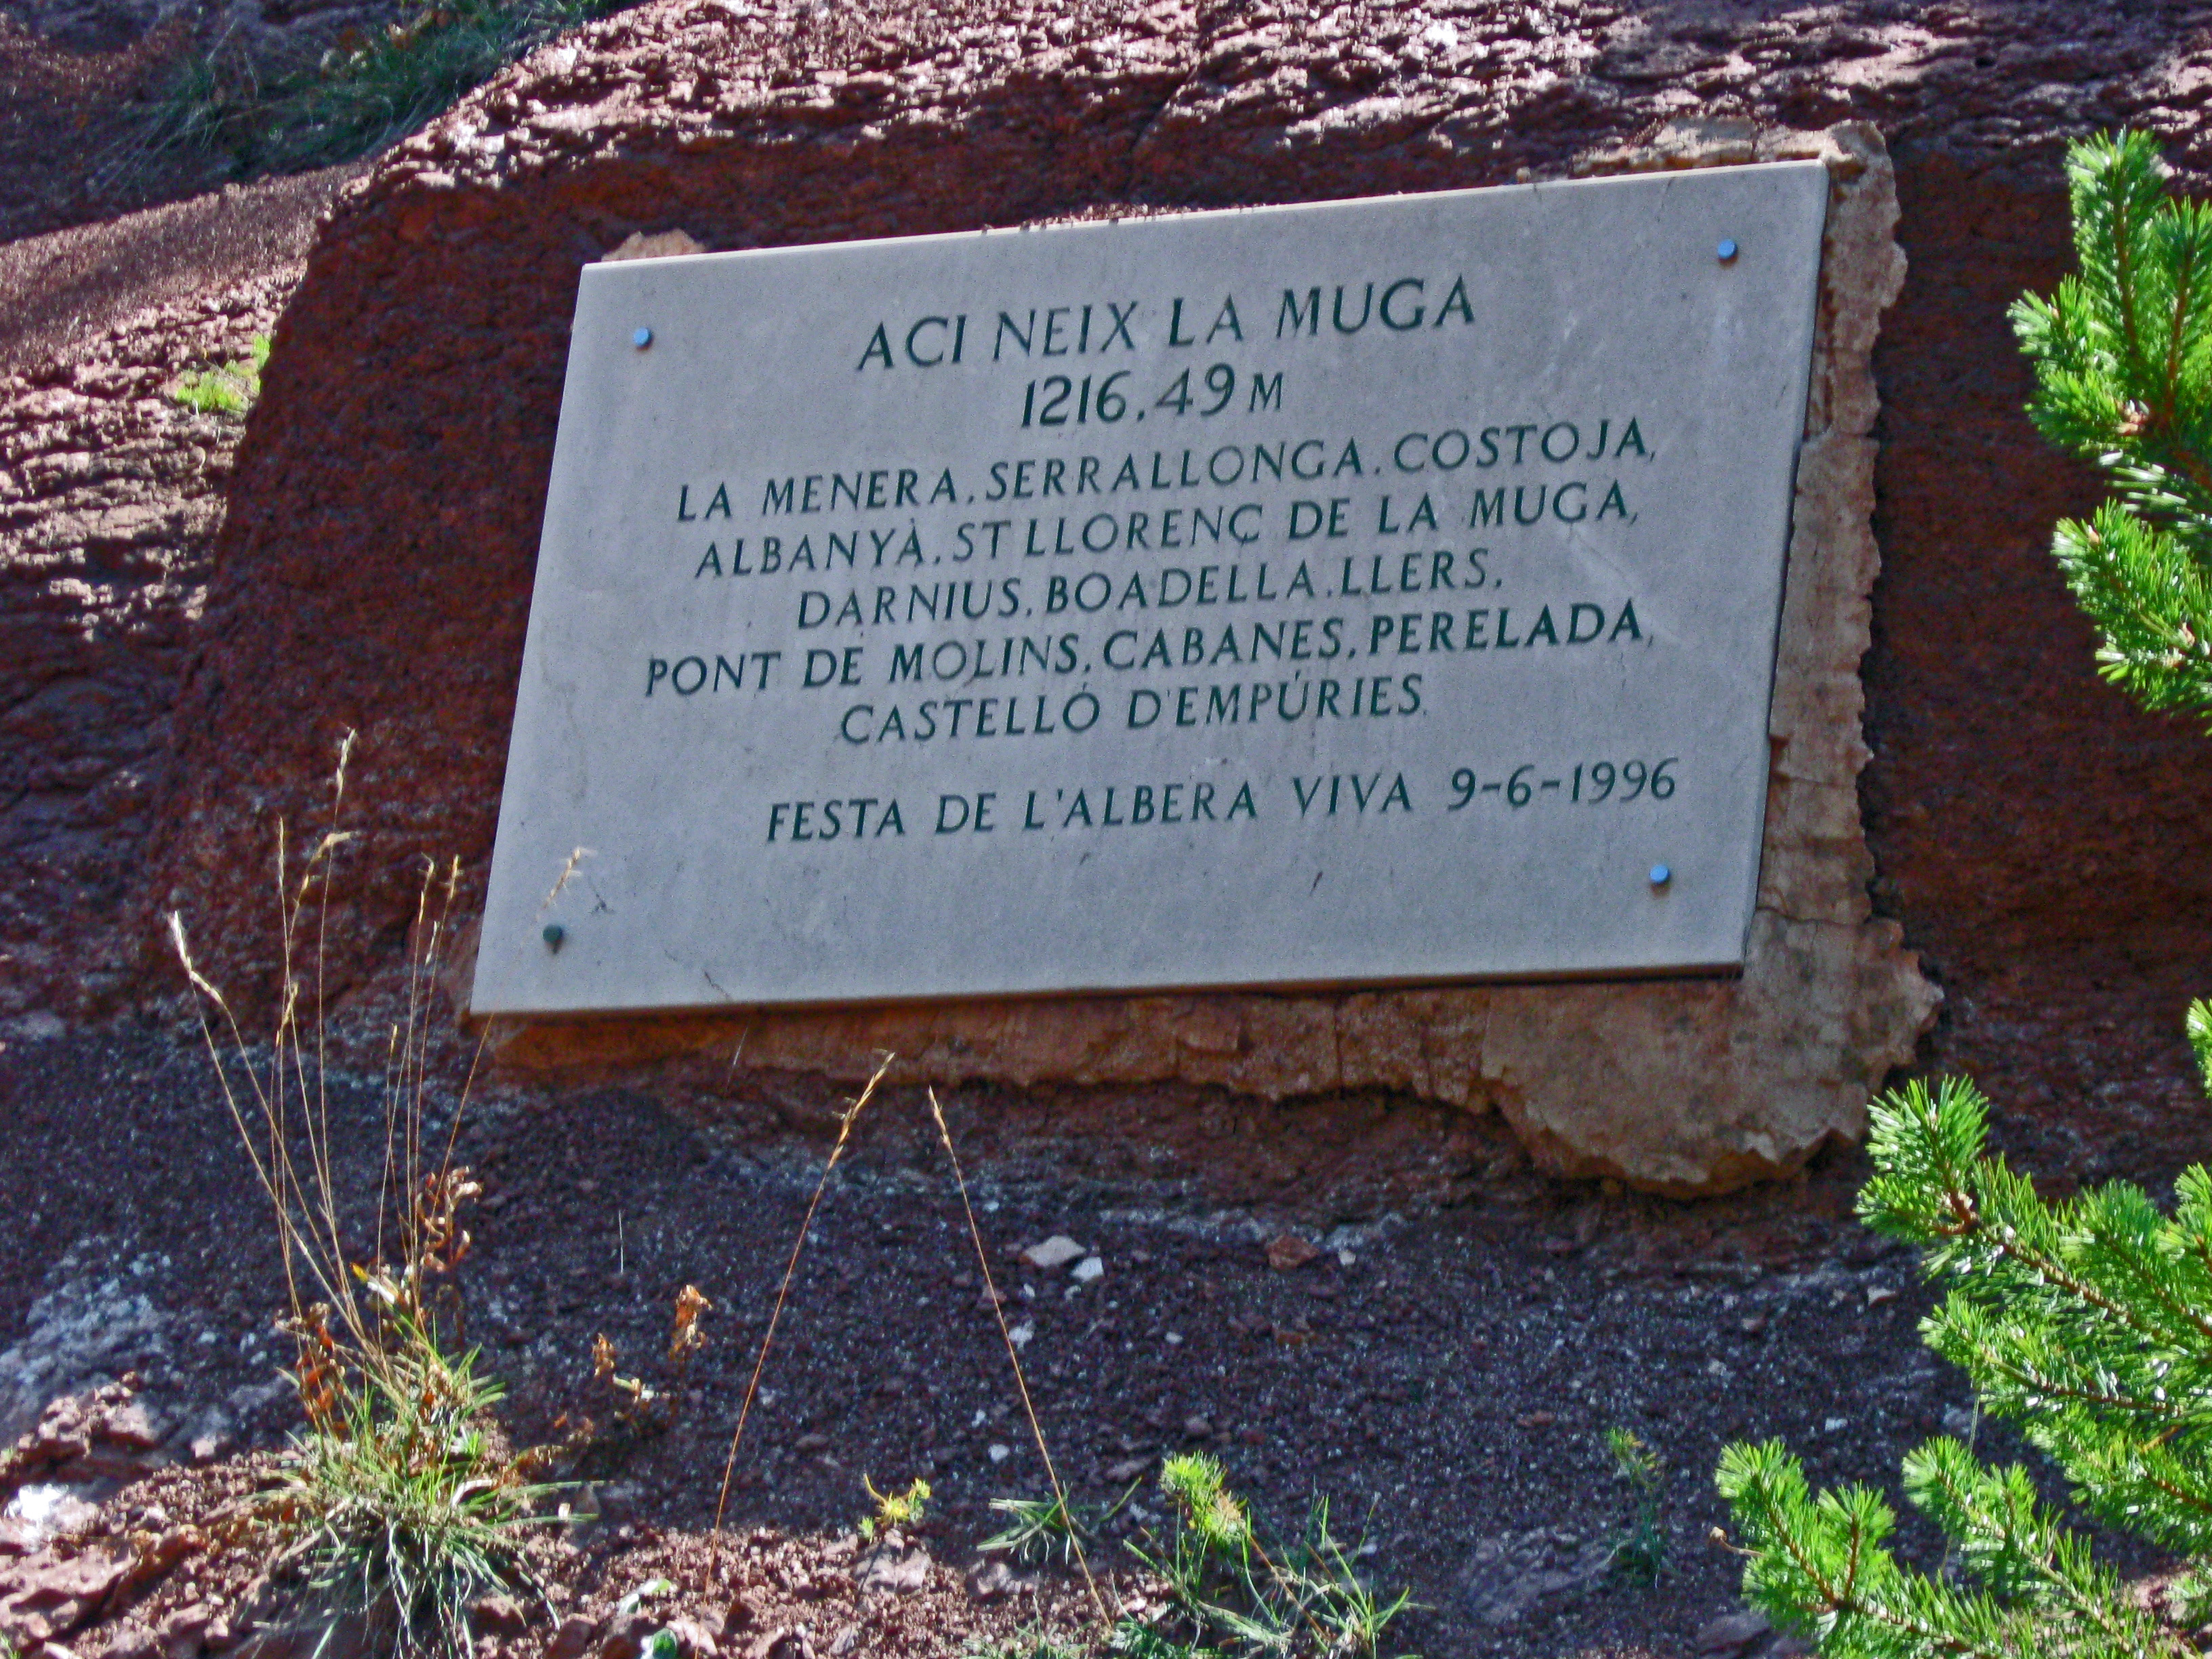 ACI NEIX LA MUGA
1216.49 M
LA MENERA. SERRALLONGA. COSTOJA,
ALBANYÀ. ST LLORENÇ DE LA MUGA,
DARNIUS. BOADELLA. LLERS.
PONT DE MOLINS. CABANES. PERELADA,
CASTELLÓ D'EMPÚRIES.
FESTA DE L'ALBERA VIVA 9-6-1996